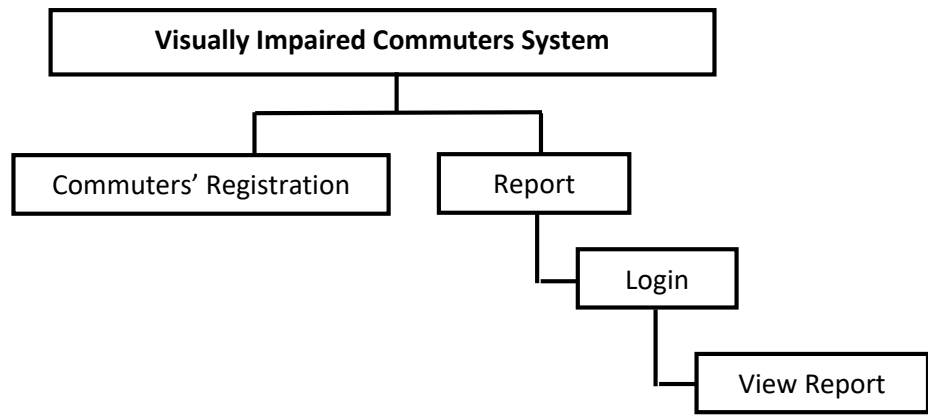 Visually Impaired Commuters System
Commuters’ Registration
Report
Login
View Report